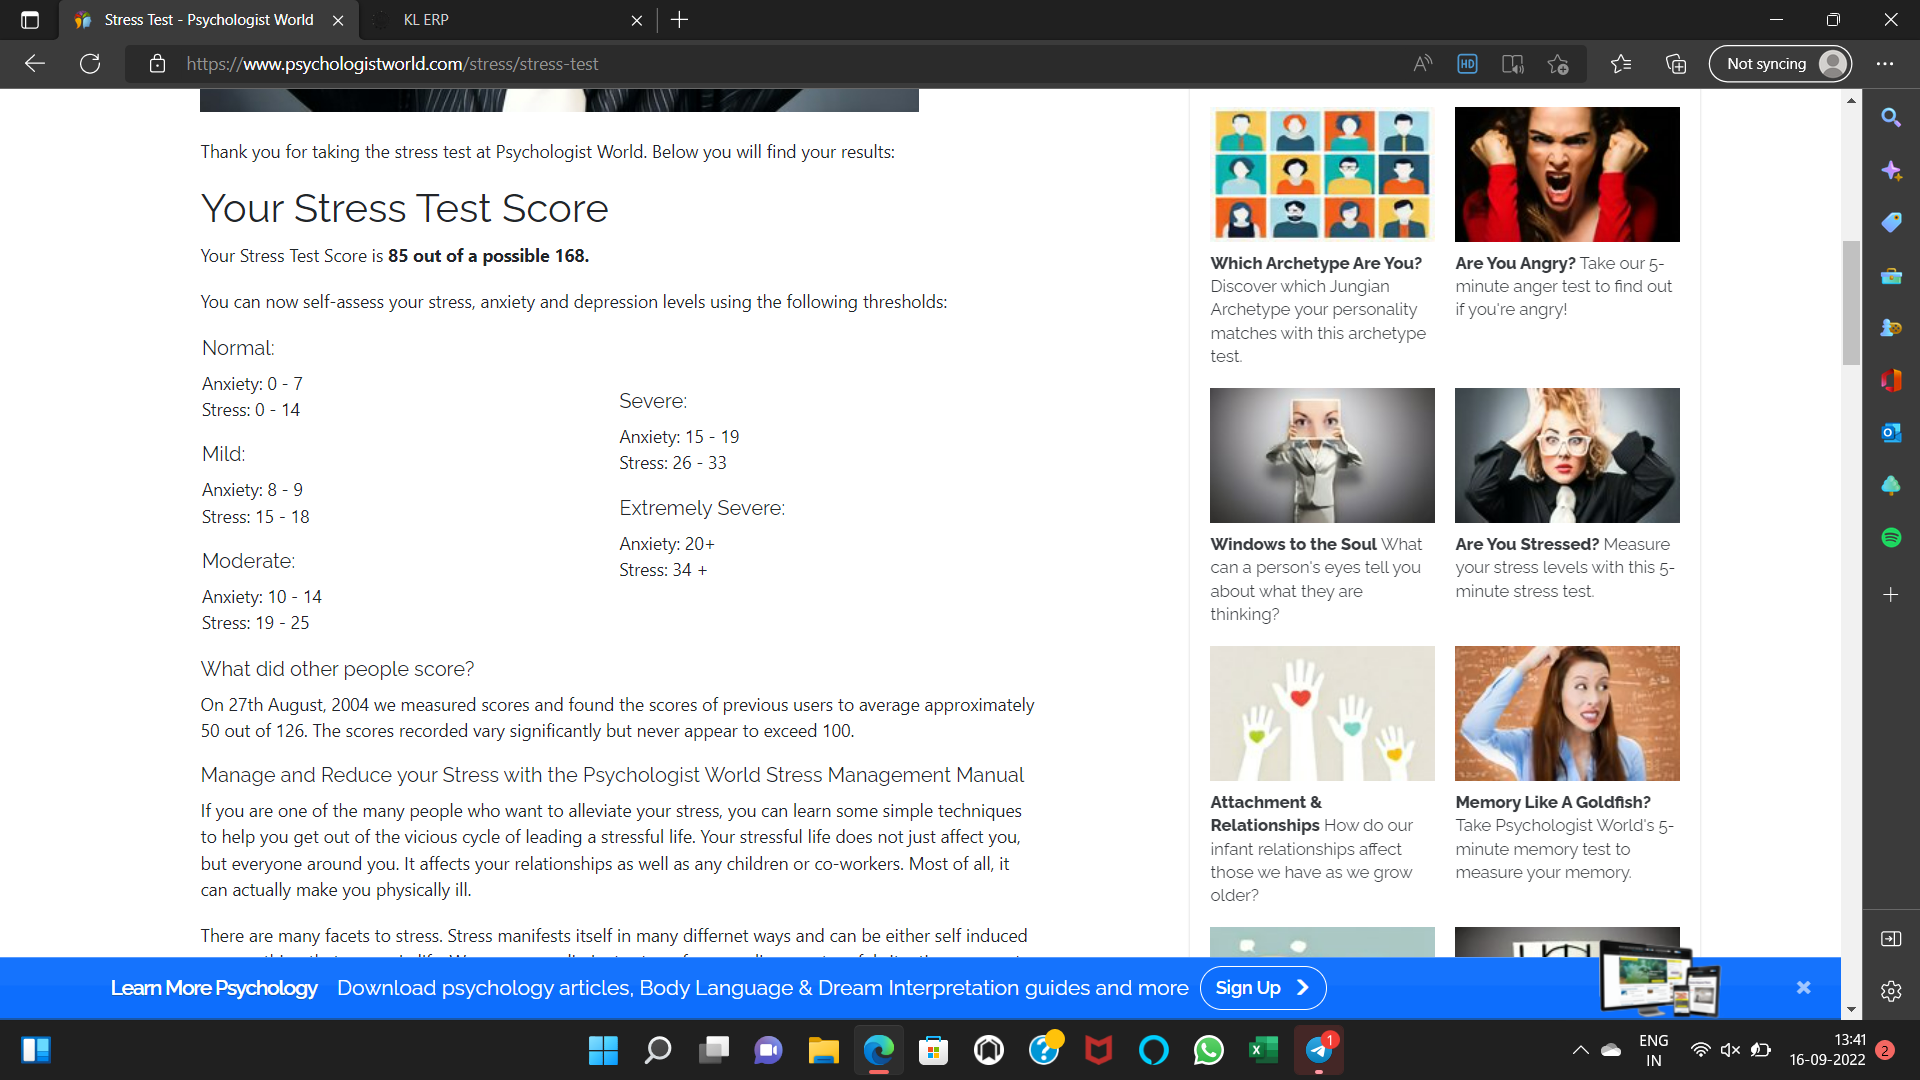 Stress Test - Psychologist World
KL ERP
https://www.psychologistworld.com/stress/stress-test
HD
Not syncing
Thank you for taking the stress test at Psychologist World. Below you will find your results:
Your Stress Test Score
Your Stress Test Score is 85 out of a possible 168.
You can now self-assess your stress, anxiety and depression levels using the following thresholds:
Normal:
Anxiety: 0 - 7
Stress: 0 - 14
Mild:
Anxiety: 8 - 9
Stress: 15 - 18
Moderate:
Anxiety: 10 - 14
Stress: 19 - 25
Severe:
Anxiety: 15 - 19
Stress: 26 - 33
Extremely Severe:
Anxiety: 20+
Stress: 34 +
What did other people score?
On 27th August, 2004 we measured scores and found the scores of previous users to average approximately
50 out of 126. The scores recorded vary significantly but never appear to exceed 100.
Manage and Reduce your Stress with the Psychologist World Stress Management Manual
If you are one of the many people who want to alleviate your stress, you can learn some simple techniques
to help you get out of the vicious cycle of leading a stressful life. Your stressful life does not just affect you,
but everyone around you. It affects your relationships as well as any children or co-workers. Most of all, it
can actually make you physically ill.
There are many facets to stress. Stress manifests itself in many differnet ways and can be either self induced
Which Archetype Are You?
Discover which Jungian
Archetype your personality
matches with this archetype
test.
Are You Angry? Take our 5-
minute anger test to find out
if you're angry!
Windows to the Soul What
can a person's eyes tell you
about what they are
thinking?
Are You Stressed? Measure
your stress levels with this 5-
minute stress test.
Attachment &
Relationships How do our
infant relationships affect
those we have as we grow
older?
Memory Like A Goldfish?
Take Psychologist World's 5-
minute memory test to
measure your memory.
Learn More Psychology Download psychology articles, Body Language & Dream Interpretation guides and more Sign Up
1
ENG
IN
13:41
16-09-2022
2